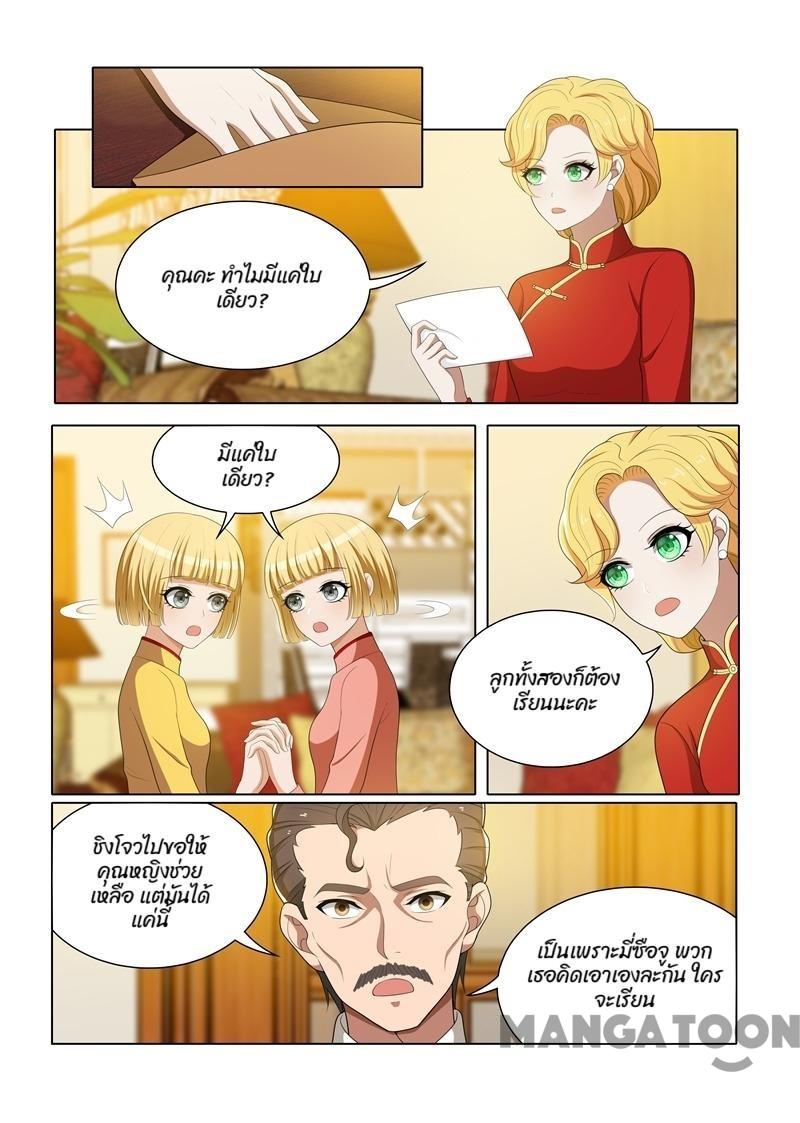 คุณคะ ทำไมมีแค่ใบ
เดียว?
มีแค่ใบ
เดียว?
ลูกทั้งสองก็ต้อง
เรียนนะคะ
ชิงโจวไปขอให้
คุณหญิงช่วย
เหลือ แต่มันได้
แค่นี้
เป็นเพราะมี่ซือจู พวก
เธอคิดเอาเองละกัน ใคร
จะเรียน
MANGATOON